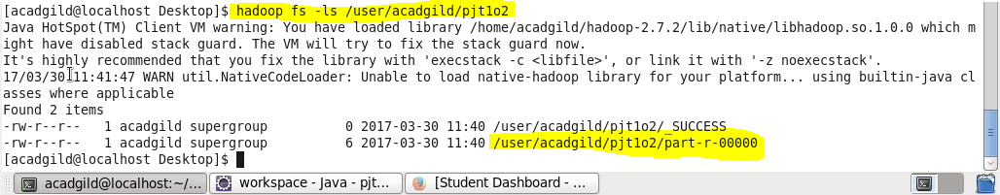 [acadgild@localhost Desktop]$ hadoop fs -ls /user/acadgild/pjt1o2
Java HotSpot(TM) Client VM warning: You have loaded library /home/acadgild/hadoop-2.7.2/lib/native/libhadoop.so.1.0.0 which m
ight have disabled stack guard. The VM will try to fix the stack guard now.
It's highly recommended that you fix the library with 'execstack -c <libfile>', or link it with '-z noexecstack'.
17/03/30 11:41:47 WARN util.NativeCodeLoader: Unable to load native-hadoop library for your platform... using builtin-java cl
asses where applicable
Found 2 items
-rw-r--r--   1 acadgild supergroup          0 2017-03-30 11:40 /user/acadgild/pjt1o2/_SUCCESS
-rw-r--r--   1 acadgild supergroup          6 2017-03-30 11:40 /user/acadgild/pjt1o2/part-r-00000
[acadgild@localhost Desktop]$
acadgild@localhost:~/... workspace - Java - pjt... [Student Dashboard - ...